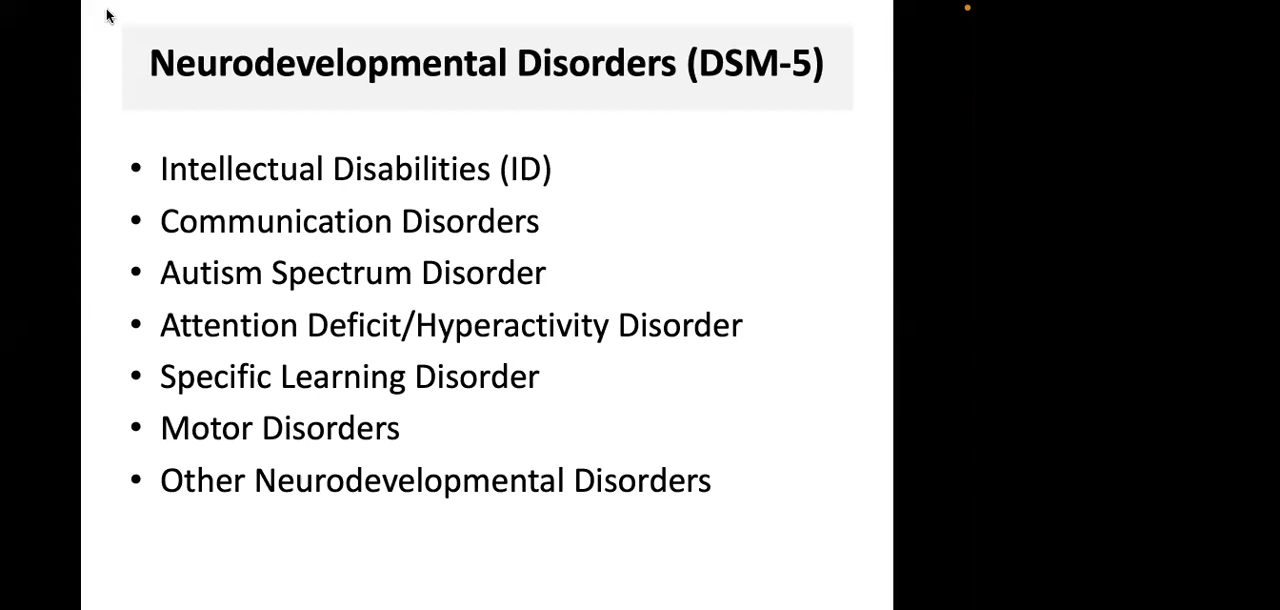 Neurodevelopmental Disorders (DSM-5)
• Intellectual Disabilities (ID)
• Communication Disorders
• Autism Spectrum Disorder
• Attention Deficit/Hyperactivity Disorder
• Specific Learning Disorder
• Motor Disorders
• Other Neurodevelopmental Disorders